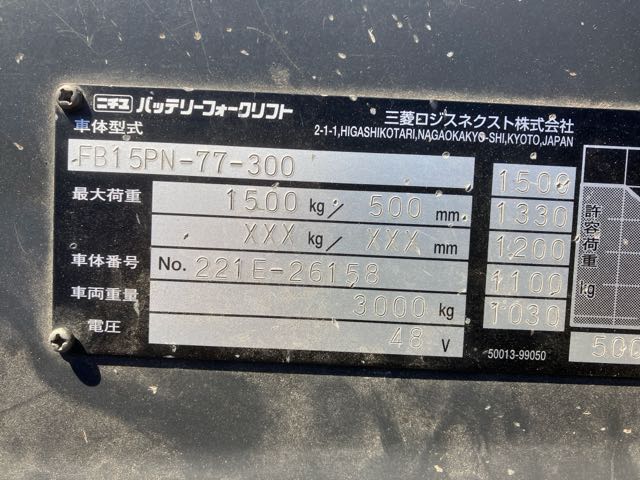 ニチユ バッテリーフォークリフト
三菱ロジスネクスト株式会社
2-1-1,HIGASHIKOTARI,NAGAOKAKYO-SHI,KYOTO,JAPAN
車体型式
FB15PN-77-300
最大荷重 1500 kg/ 500 mm
XXX kg/ XXX mm
車体番号 No. 221E-26158
車両重量 3000 kg
電圧 48 V
1500
1330
1200
1100
1030
許容荷重 kg
50013-99050
500